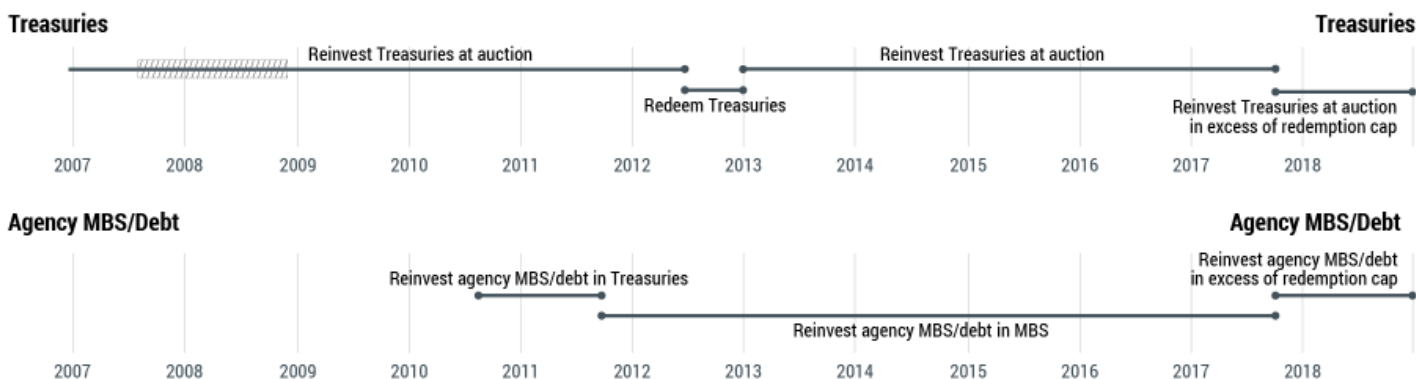 Treasuries
Treasuries
Reinvest Treasuries at auction
Reinvest Treasuries at auction
Redeem Treasuries
Reinvest Treasuries at auction
in excess of redemption cap
2007 2008 2009 2010 2011 2012 2013 2014 2015 2016 2017 2018
Agency MBS/Debt
Agency MBS/Debt
Reinvest agency MBS/debt
in excess of redemption cap
Reinvest agency MBS/debt in Treasuries
Reinvest agency MBS/debt in MBS
2007 2008 2009 2010 2011 2012 2013 2014 2015 2016 2017 2018